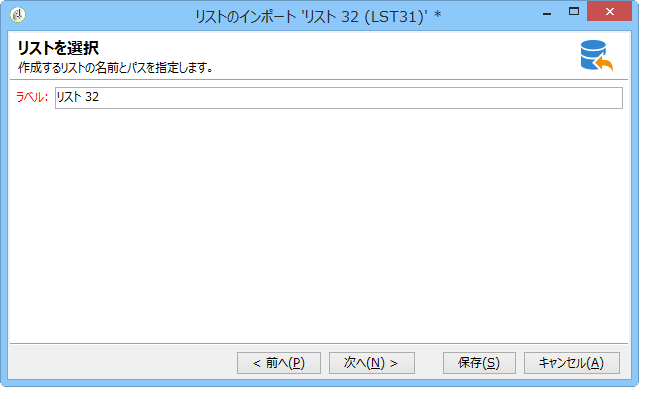 リストのインポート 'リスト 32 (LST31)' *
リストを選択
作成するリストの名前とパスを指定します。
ラベル: リスト 32
< 前へ(P) 次へ(N) > 保存(S) キャンセル(A)